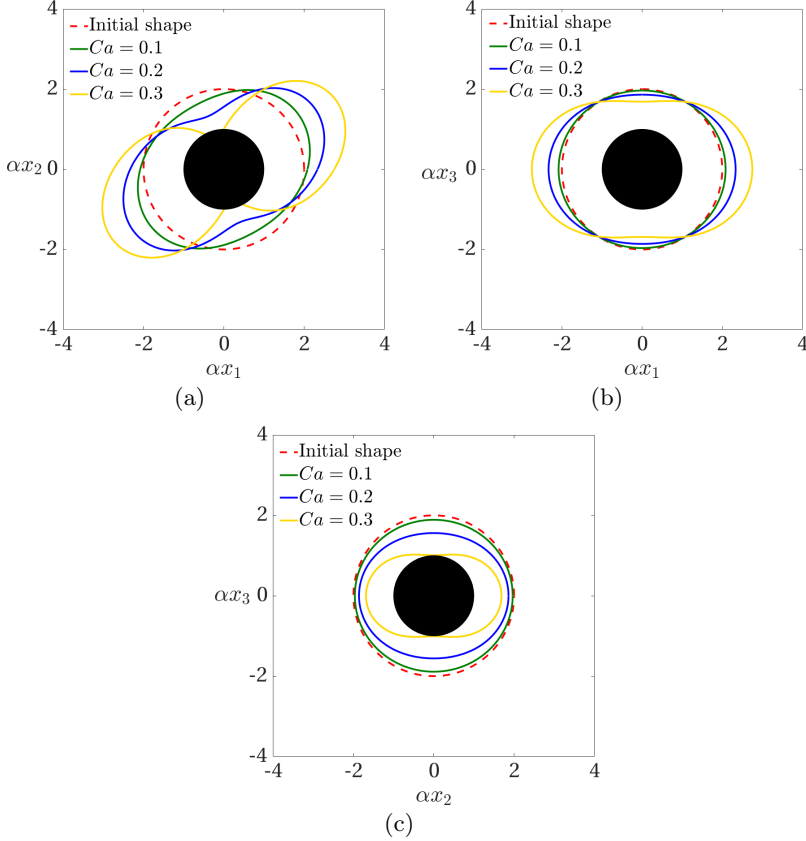 4
Initial shape
Ca = 0.1
Ca = 0.2
Ca = 0.3
2
αx₂ 0
-2
-4
-4 -2 0 2 4
αx₁
(a)
4
Initial shape
Ca = 0.1
Ca = 0.2
Ca = 0.3
2
αx₃ 0
-2
-4
-4 -2 0 2 4
αx₁
(b)
4
Initial shape
Ca = 0.1
Ca = 0.2
Ca = 0.3
2
αx₃ 0
-2
-4
-4 -2 0 2 4
αx₂
(c)